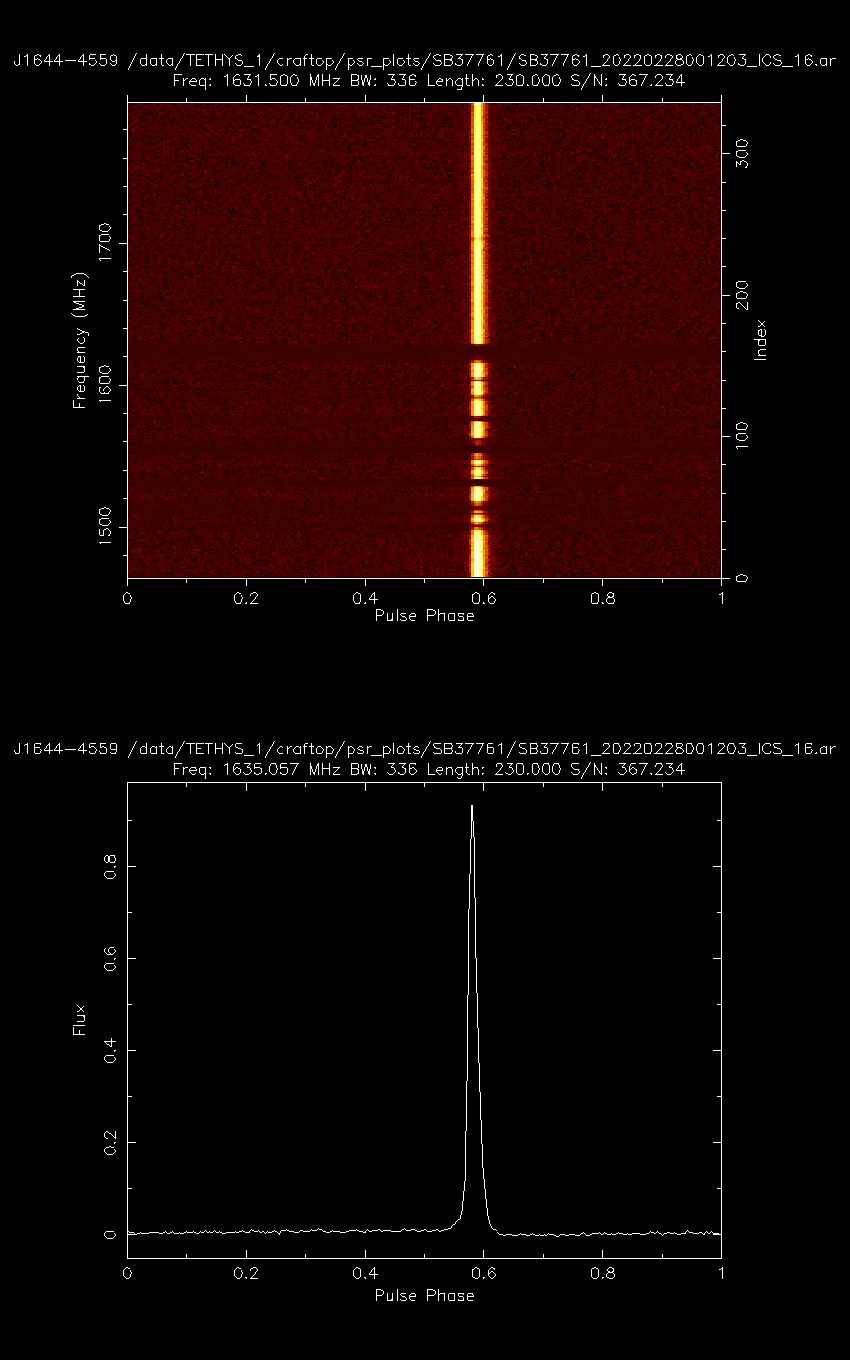 J1644-4559 /data/TETHYS_1/craftop/psr_plots/SB37761/SB37761_20220228001203_ICS_16.ar
Freq: 1631.500 MHz BW: 336 Length: 230.000 S/N: 367.234
Frequency (MHz)
1500 1600 1700
0 100 200 300
Index
0 0.2 0.4 0.6 0.8 1
Pulse Phase
J1644-4559 /data/TETHYS_1/craftop/psr_plots/SB37761/SB37761_20220228001203_ICS_16.ar
Freq: 1635.057 MHz BW: 336 Length: 230.000 S/N: 367.234
Flux
0 0.2 0.4 0.6 0.8
0 0.2 0.4 0.6 0.8 1
Pulse Phase